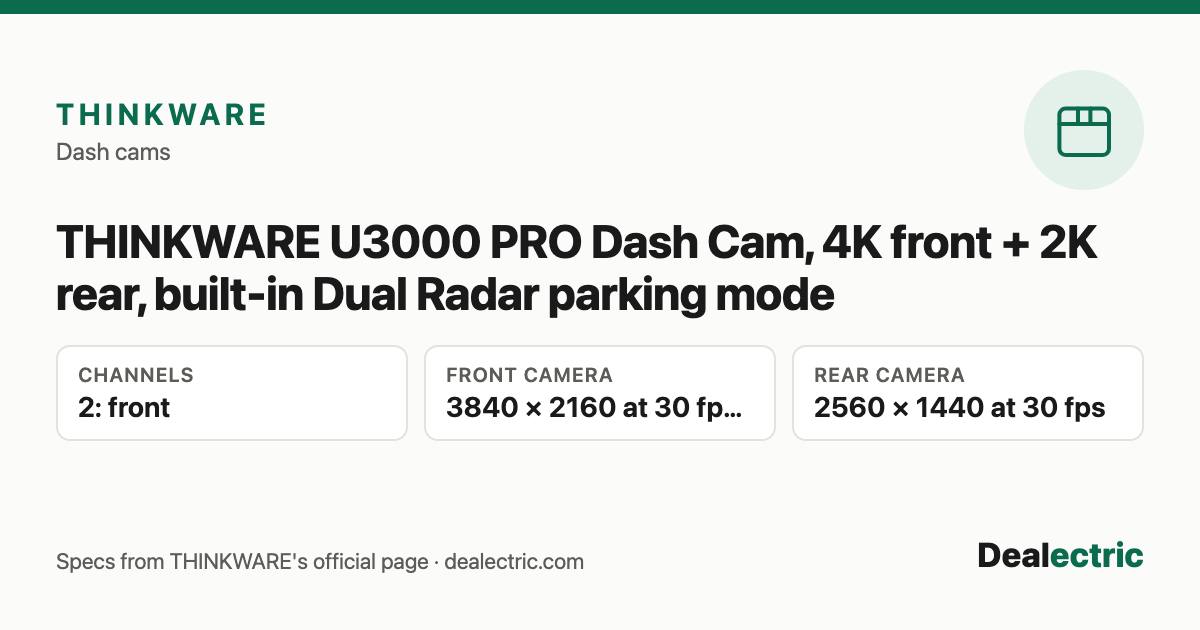 THINKWARE
Dash cams
THINKWARE U3000 PRO Dash Cam, 4K front + 2K
rear, built-in Dual Radar parking mode
CHANNELS
2: front
FRONT CAMERA
3840 × 2160 at 30 fp...
REAR CAMERA
2560 × 1440 at 30 fps
Specs from THINKWARE's official page · dealectric.com
Dealectric